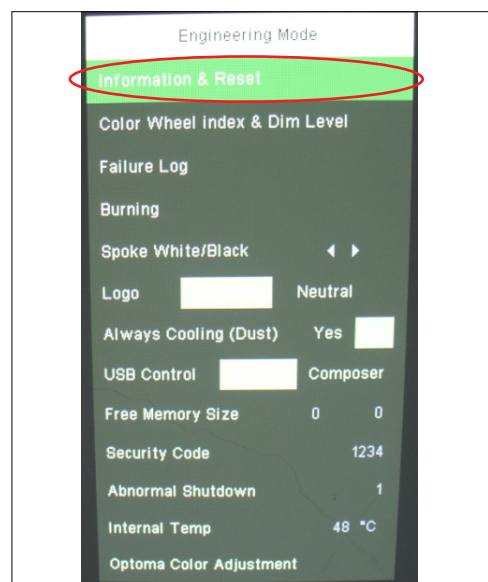 Engineering Mode
Information & Reset
Color Wheel index & Dim Level
Failure Log
Burning
Spoke White/Black
Logo Neutral
Always Cooling (Dust) Yes
USB Control Composer
Free Memory Size 0 0
Security Code 1234
Abnormal Shutdown 1
Internal Temp 48 °C
Optoma Color Adjustment